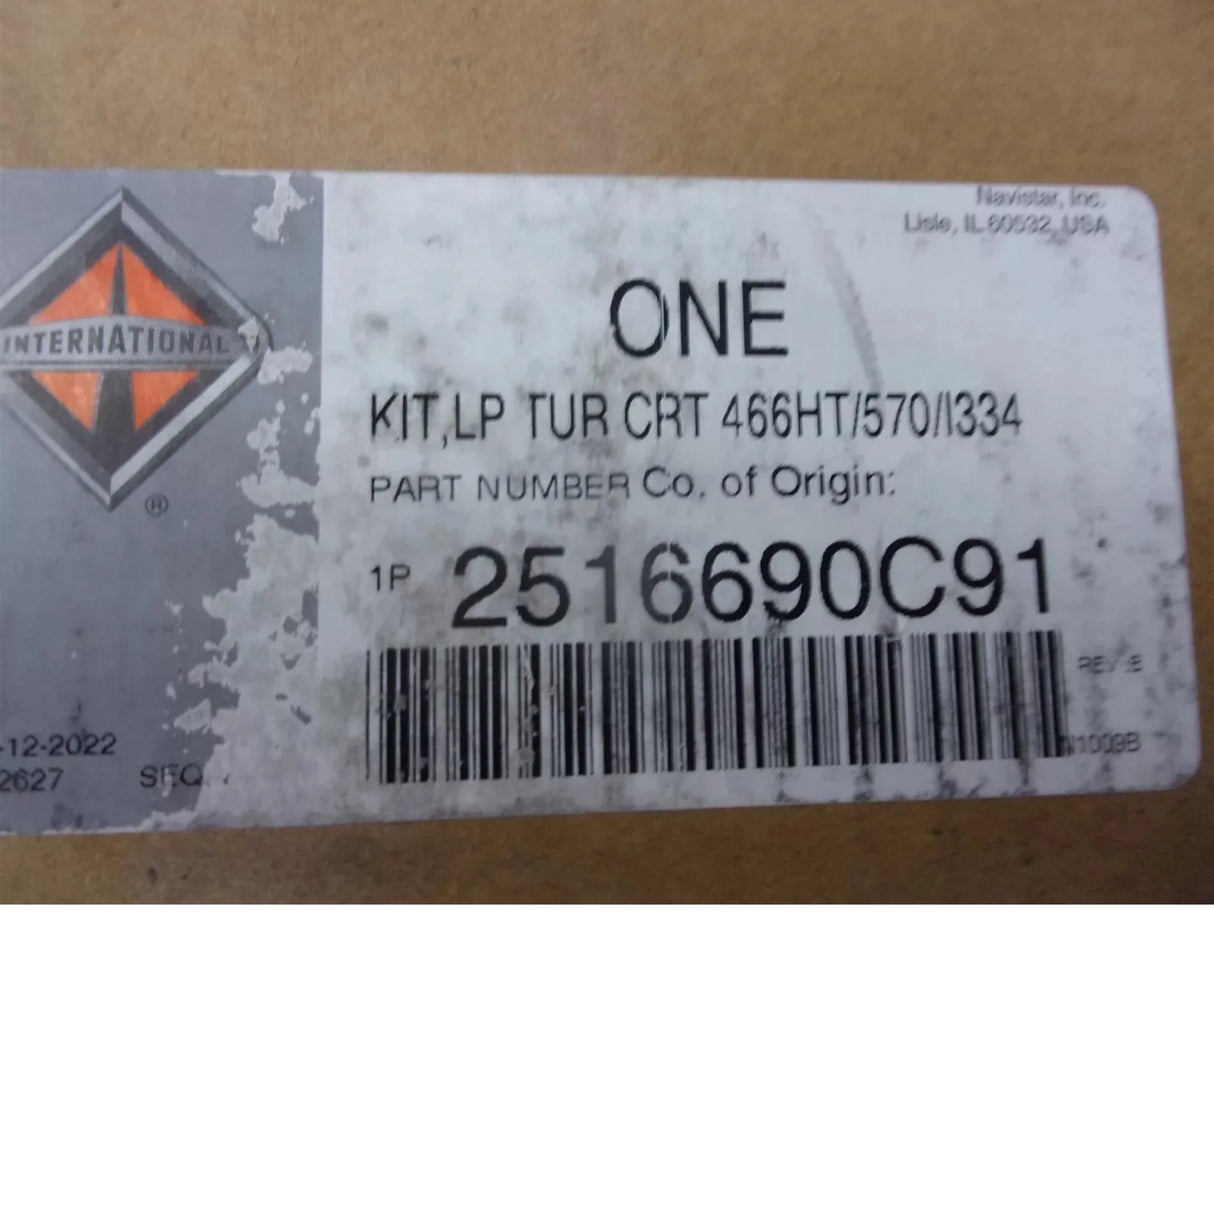 Navistar, Inc.
Lisle, IL 60532, USA
INTERNATIONAL
®
ONE
KIT,LP TUR CRT 466HT/570/I334
PART NUMBER Co. of Origin:
1P 2516690C91
REV B
-12-2022
2627 SEQ.